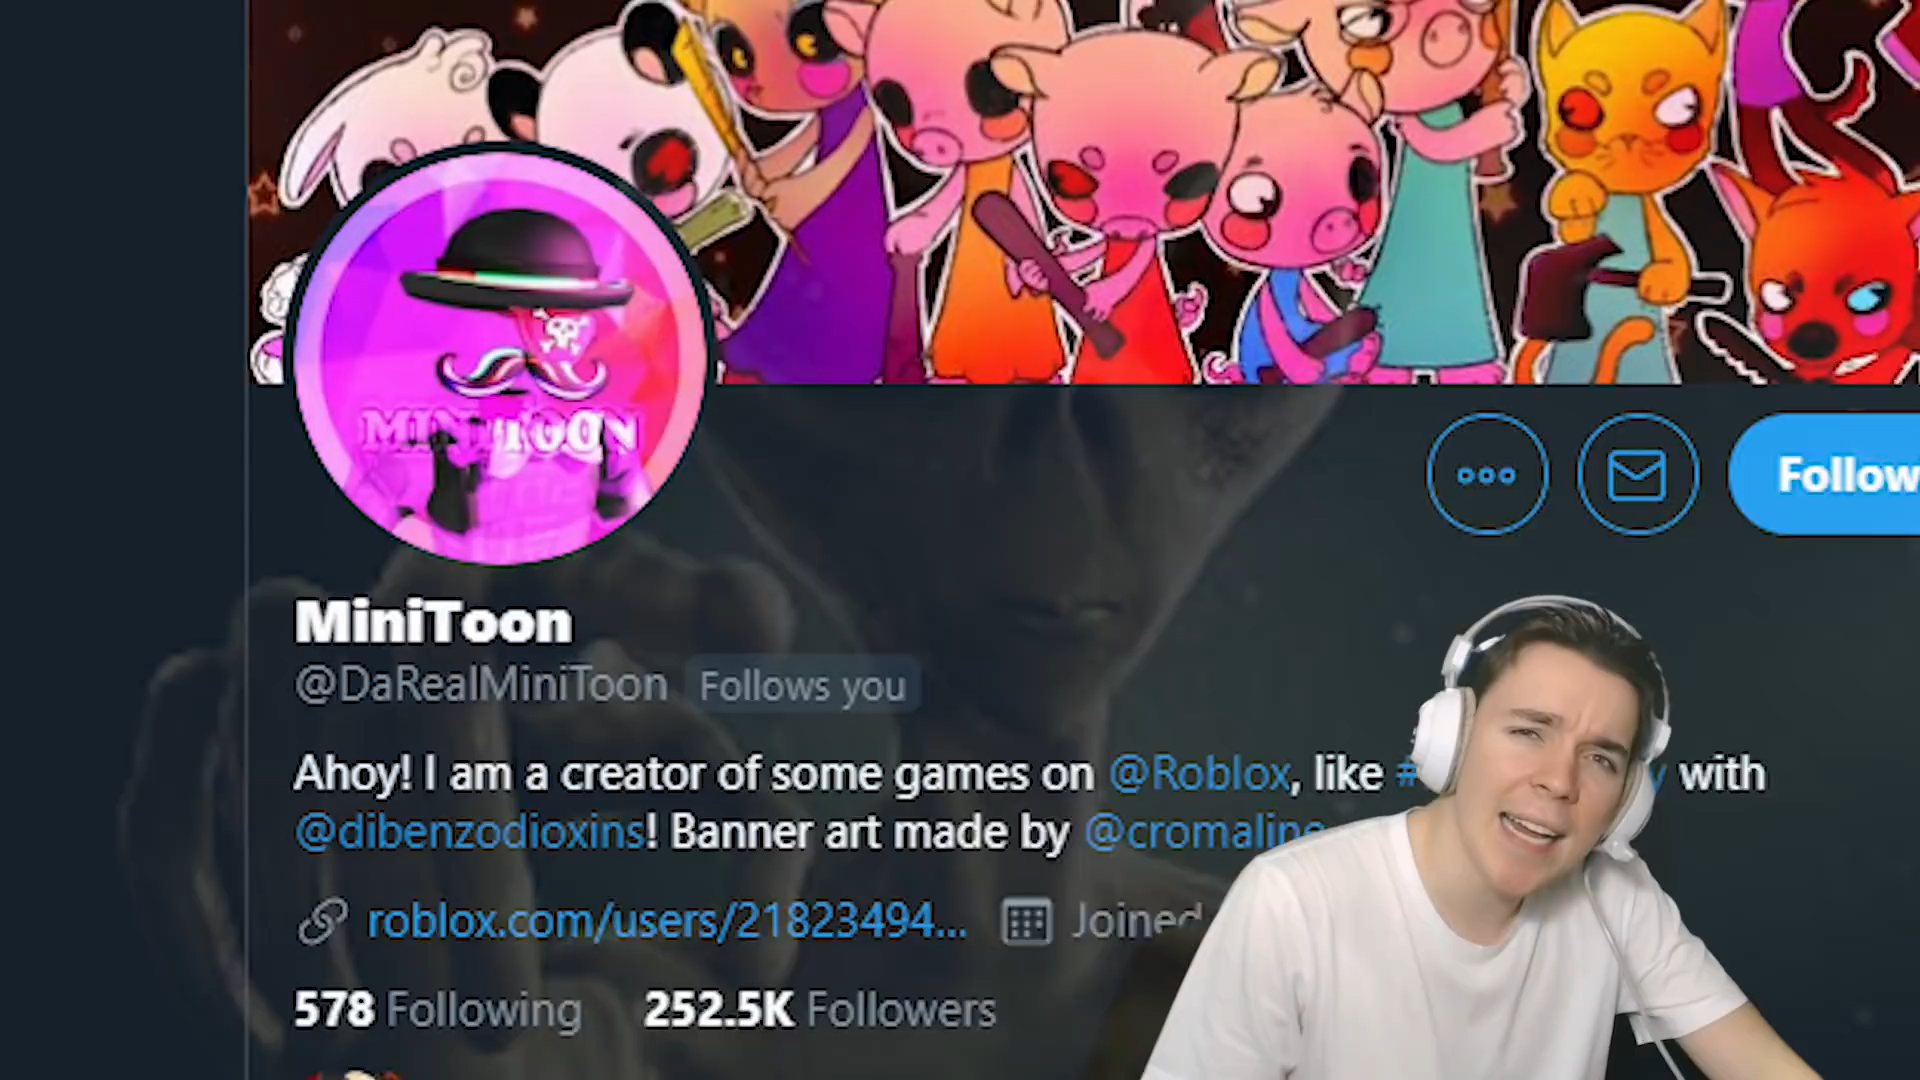 MINITOON
Follow
MiniToon
@DaRealMiniToon Follows you
Ahoy! I am a creator of some games on @Roblox, like # with
@dibenzodioxins! Banner art made by
roblox.com/users/21823494... Joined
578 Following 252.5K Followers